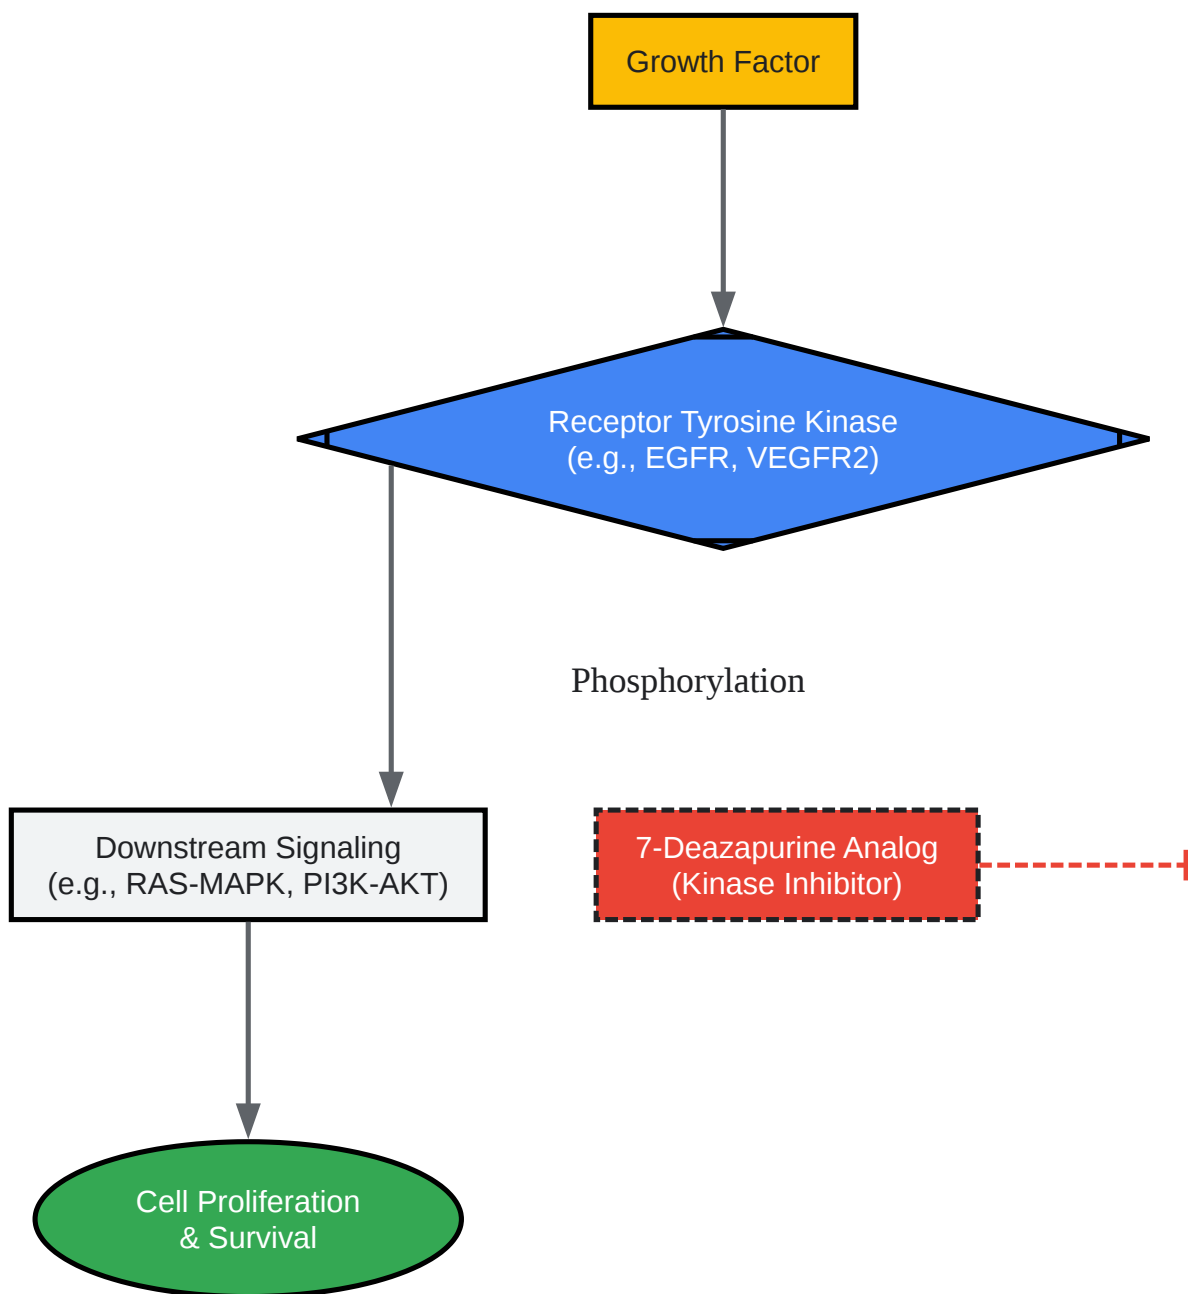 Growth Factor
Receptor Tyrosine Kinase
(e.g., EGFR, VEGFR2)
Phosphorylation
Downstream Signaling
(e.g., RAS-MAPK, PI3K-AKT)
7-Deazapurine Analog
(Kinase Inhibitor)
Cell Proliferation
& Survival